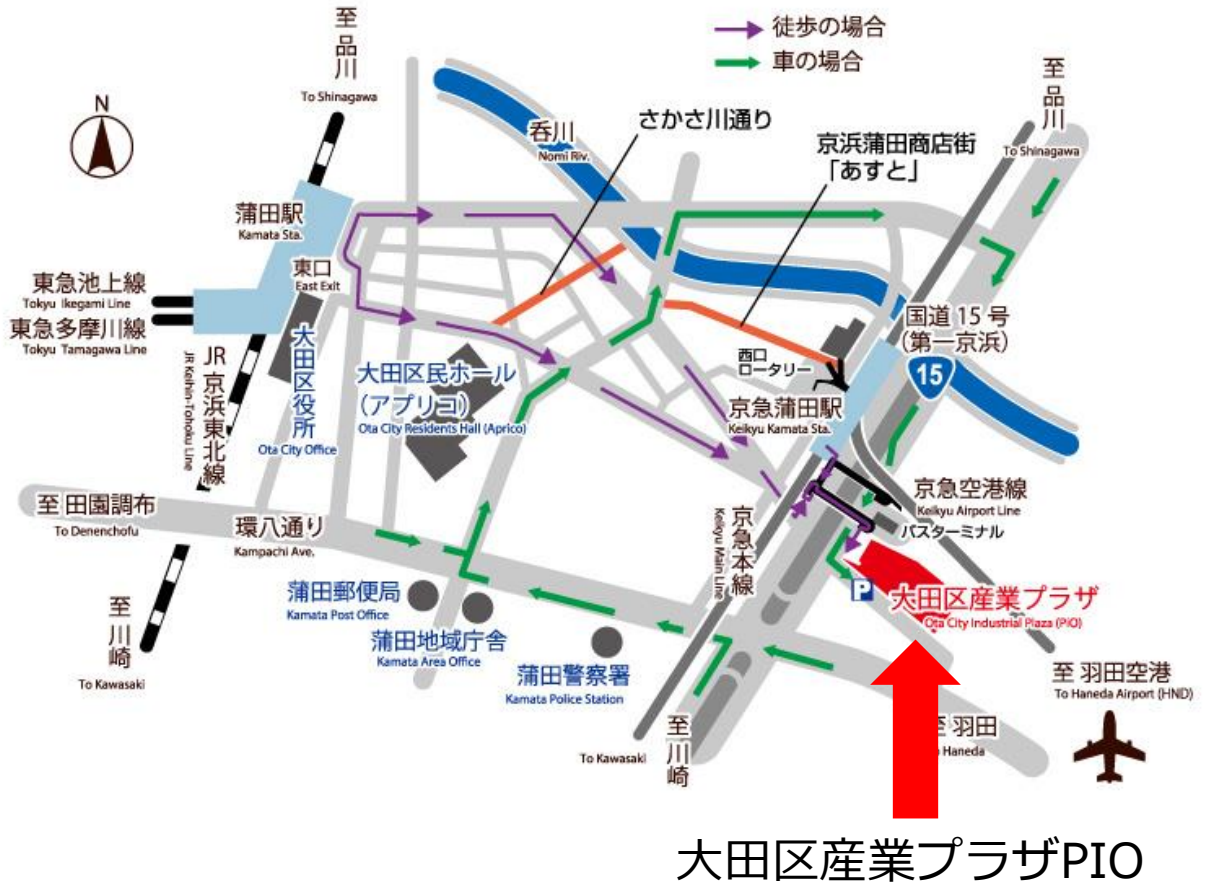 徒歩の場合
車の場合
至品川
To Shinagawa
N
至品川
To Shinagawa
さかさ川通り
呑川
Nomi Riv.
京浜蒲田商店街
「あすと」
蒲田駅
Kamata Sta.
東口
East Exit
東急池上線
Tokyu Ikegami Line
東急多摩川線
Tokyu Tamagawa Line
国道 15 号
(第一京浜)
15
西口
ロータリー
大田区役所
Ota City Office
大田区民ホール
(アプリコ)
Ota City Residents Hall (Aprico)
京急蒲田駅
Keikyu Kamata Sta.
JR京浜東北線
JR Keihin-Tohoku Line
京急空港線
Keikyu Airport Line
バスターミナル
至 田園調布
To Denenchofu
環八通り
Kampachi Ave.
京急本線
Keikyu Main Line
蒲田郵便局
Kamata Post Office
P
大田区産業プラザ
Ota City Industrial Plaza (PiO)
至川崎
To Kawasaki
蒲田地域庁舎
Kamata Area Office
蒲田警察署
Kamata Police Station
至 羽田空港
To Haneda Airport (HND)
至川崎
To Kawasaki
羽田
Haneda
大田区産業プラザPIO